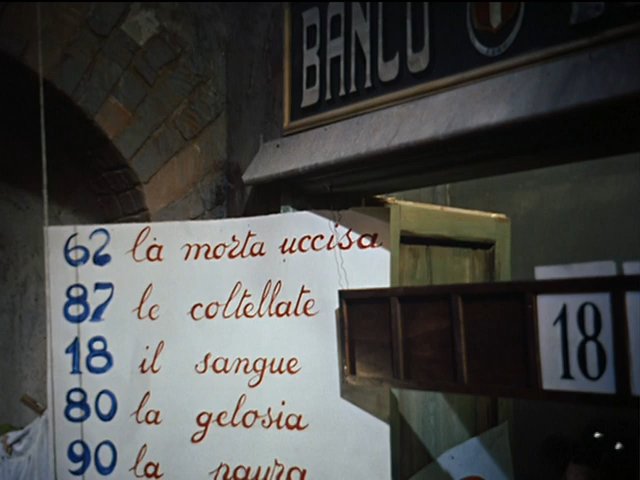 BANCO
62 la morta uccisa
87 le coltellate
18 il sangue
18
80 la gelosia
90 la paura